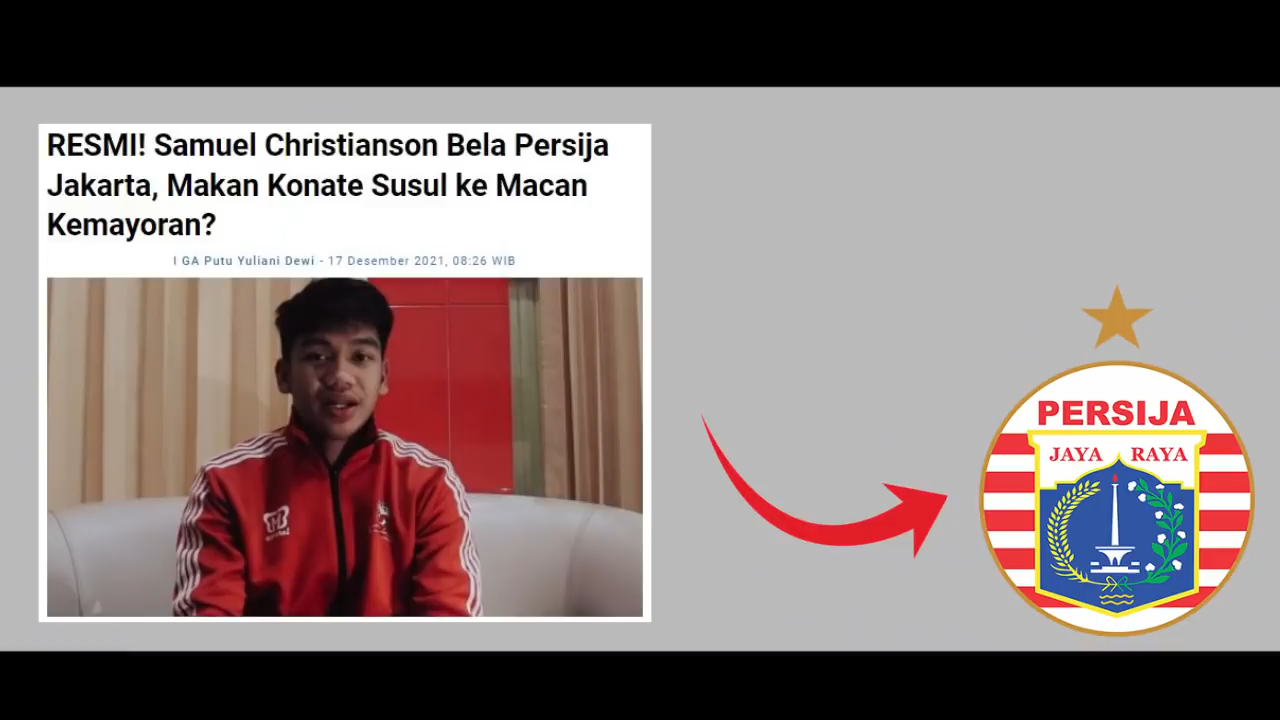 RESMI! Samuel Christianson Bela Persija
Jakarta, Makan Konate Susul ke Macan
Kemayoran?
I GA Putu Yuliani Dewi - 17 Desember 2021, 08:26 WIB
PERSIJA
JAYA RAYA